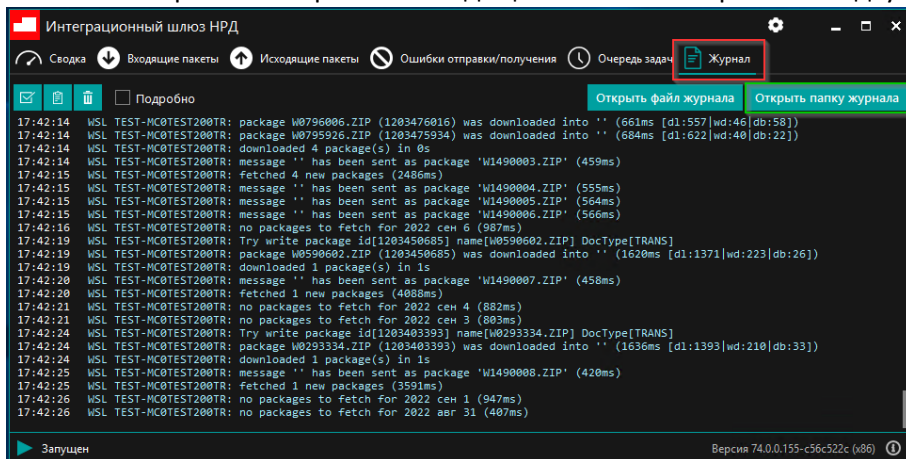 Интеграционный шлюз НРД
Сводка Входящие пакеты Исходящие пакеты Ошибки отправки/получения Очередь задач Журнал
Подробно Открыть файл журнала Открыть папку журнала
17:42:14 WSL TEST-MC0TEST200TR: package W0796006.ZIP (1203476016) was downloaded into '' (661ms [dl:557|wd:46|db:58])
17:42:14 WSL TEST-MC0TEST200TR: package W0795926.ZIP (1203475934) was downloaded into '' (684ms [dl:622|wd:40|db:22])
17:42:14 WSL TEST-MC0TEST200TR: downloaded 4 package(s) in 0s
17:42:14 WSL TEST-MC0TEST200TR: message '' has been sent as package 'W1490003.ZIP' (459ms)
17:42:15 WSL TEST-MC0TEST200TR: fetched 4 new packages (2486ms)
17:42:15 WSL TEST-MC0TEST200TR: message '' has been sent as package 'W1490004.ZIP' (555ms)
17:42:15 WSL TEST-MC0TEST200TR: message '' has been sent as package 'W1490005.ZIP' (564ms)
17:42:15 WSL TEST-MC0TEST200TR: message '' has been sent as package 'W1490006.ZIP' (566ms)
17:42:16 WSL TEST-MC0TEST200TR: no packages to fetch for 2022 сен 6 (987ms)
17:42:19 WSL TEST-MC0TEST200TR: Try write package id[1203450685] name[W0590602.ZIP] DocType[TRANS]
17:42:19 WSL TEST-MC0TEST200TR: package W0590602.ZIP (1203450685) was downloaded into '' (1620ms [dl:1371|wd:223|db:26])
17:42:19 WSL TEST-MC0TEST200TR: downloaded 1 package(s) in 1s
17:42:20 WSL TEST-MC0TEST200TR: message '' has been sent as package 'W1490007.ZIP' (458ms)
17:42:20 WSL TEST-MC0TEST200TR: fetched 1 new packages (4088ms)
17:42:21 WSL TEST-MC0TEST200TR: no packages to fetch for 2022 сен 4 (882ms)
17:42:21 WSL TEST-MC0TEST200TR: no packages to fetch for 2022 сен 3 (803ms)
17:42:24 WSL TEST-MC0TEST200TR: Try write package id[1203403393] name[W0293334.ZIP] DocType[TRANS]
17:42:24 WSL TEST-MC0TEST200TR: package W0293334.ZIP (1203403393) was downloaded into '' (1636ms [dl:1393|wd:210|db:33])
17:42:24 WSL TEST-MC0TEST200TR: downloaded 1 package(s) in 1s
17:42:25 WSL TEST-MC0TEST200TR: message '' has been sent as package 'W1490008.ZIP' (420ms)
17:42:25 WSL TEST-MC0TEST200TR: fetched 1 new packages (3591ms)
17:42:26 WSL TEST-MC0TEST200TR: no packages to fetch for 2022 сен 1 (947ms)
17:42:26 WSL TEST-MC0TEST200TR: no packages to fetch for 2022 авг 31 (407ms)
Запущен Версия 74.0.0.155-c56c522c (x86)